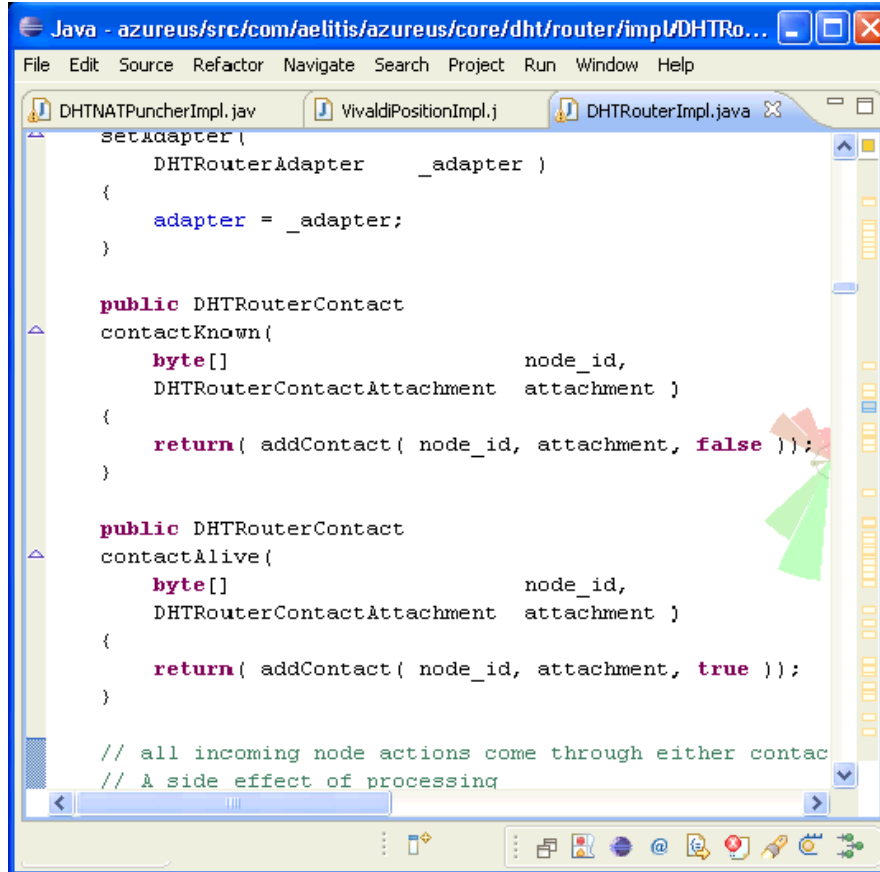 Java - azureus/src/com/aelitis/azureus/core/dht/router/impl/DHTRo...
File Edit Source Refactor Navigate Search Project Run Window Help
DHTNATPuncherImpl.jav VivaldiPositionImpl.j DHTRouterImpl.java
setAdapter(
DHTRouterAdapter _adapter )
{
adapter = _adapter;
}
public DHTRouterContact
contactKnown(
byte[] node_id,
DHTRouterContactAttachment attachment )
{
return( addContact( node_id, attachment, false ));
}
public DHTRouterContact
contactAlive(
byte[] node_id,
DHTRouterContactAttachment attachment )
{
return( addContact( node_id, attachment, true ));
}
// all incoming node actions come through either contac
// A side effect of processing